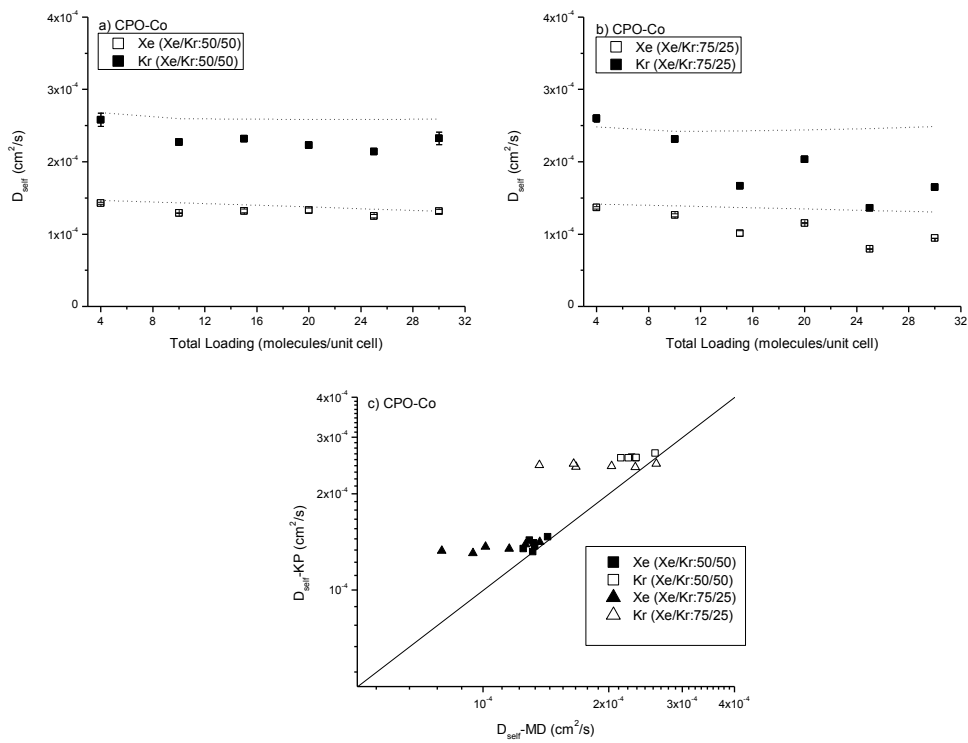 a) CPO-Co
Xe (Xe/Kr:50/50)
Kr (Xe/Kr:50/50)
4x10⁻⁴
3x10⁻⁴
2x10⁻⁴
1x10⁻⁴
0
D_self (cm²/s)
4 8 12 16 20 24 28 32
Total Loading (molecules/unit cell)
b) CPO-Co
Xe (Xe/Kr:75/25)
Kr (Xe/Kr:75/25)
4x10⁻⁴
3x10⁻⁴
2x10⁻⁴
1x10⁻⁴
0
D_self (cm²/s)
4 8 12 16 20 24 28 32
Total Loading (molecules/unit cell)
c) CPO-Co
4x10⁻⁴
3x10⁻⁴
2x10⁻⁴
10⁻⁴
D_self-KP (cm²/s)
Xe (Xe/Kr:50/50)
Kr (Xe/Kr:50/50)
Xe (Xe/Kr:75/25)
Kr (Xe/Kr:75/25)
10⁻⁴ 2x10⁻⁴ 3x10⁻⁴ 4x10⁻⁴
D_self-MD (cm²/s)